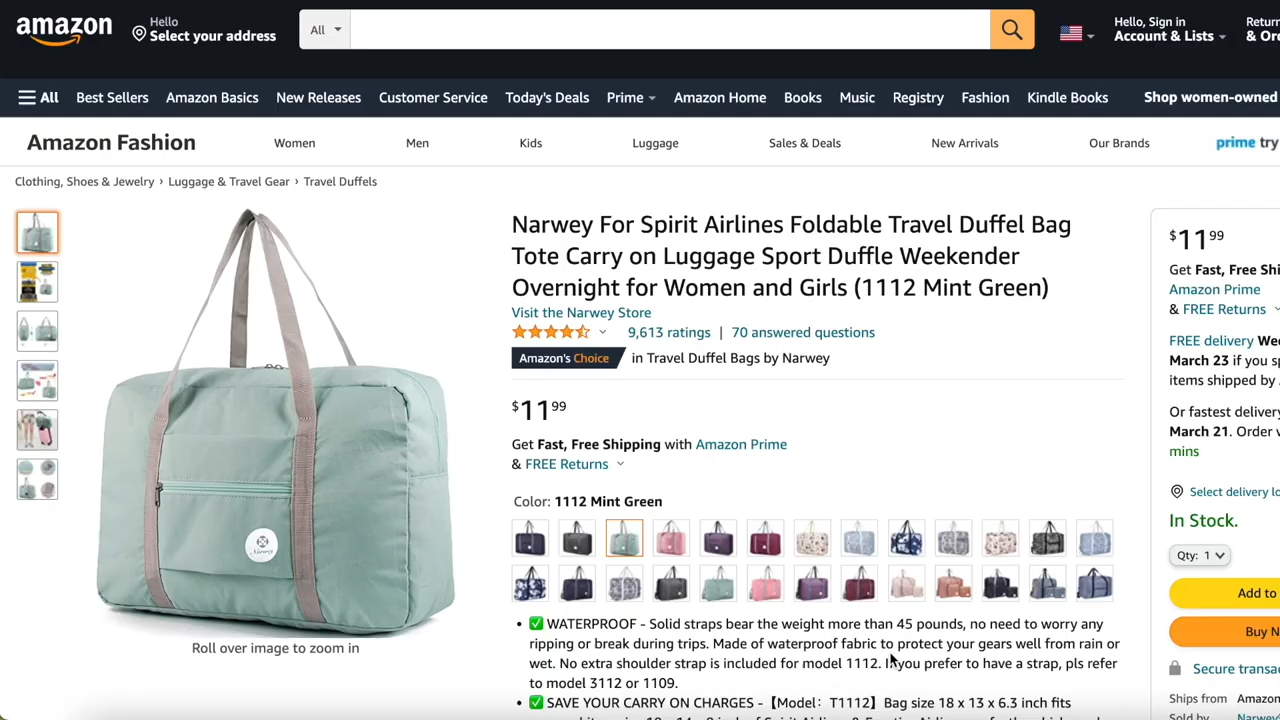 amazon
Hello
Select your address
All
Hello, Sign in
Account & Lists
Return
& Or
All
Best Sellers
Amazon Basics
New Releases
Customer Service
Today's Deals
Prime
Amazon Home
Books
Music
Registry
Fashion
Kindle Books
Shop women-owned
Amazon Fashion
Women
Men
Kids
Luggage
Sales & Deals
New Arrivals
Our Brands
prime try
Clothing, Shoes & Jewelry › Luggage & Travel Gear › Travel Duffels
Narwey
Roll over image to zoom in
Narwey For Spirit Airlines Foldable Travel Duffel Bag
Tote Carry on Luggage Sport Duffle Weekender
Overnight for Women and Girls (1112 Mint Green)
Visit the Narwey Store
9,613 ratings | 70 answered questions
Amazon's Choice in Travel Duffel Bags by Narwey
$11 99
Get Fast, Free Shipping with Amazon Prime
& FREE Returns
Color: 1112 Mint Green
• ✅ WATERPROOF - Solid straps bear the weight more than 45 pounds, no need to worry any
ripping or break during trips. Made of waterproof fabric to protect your gears well from rain or
wet. No extra shoulder strap is included for model 1112. If you prefer to have a strap, pls refer
to model 3112 or 1109.
• ✅ SAVE YOUR CARRY ON CHARGES -【Model：T1112】Bag size 18 x 13 x 6.3 inch fits
$11 99
Get Fast, Free Shi
Amazon Prime
& FREE Returns
FREE delivery We
March 23 if you sp
items shipped by
Or fastest delivery
March 21. Order v
mins
Select delivery lo
In Stock.
Qty: 1
Add to
Buy N
Secure transac
Ships from Amazon
Sold by Narwey